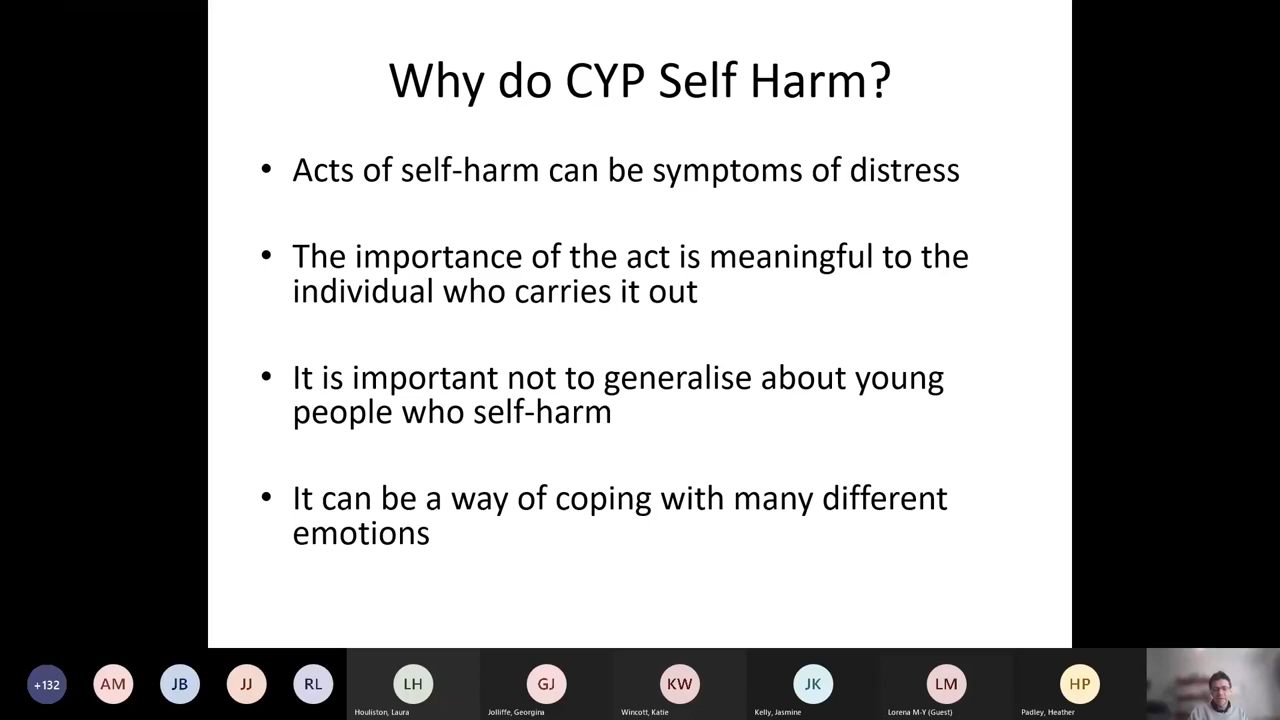 Why do CYP Self Harm?
• Acts of self-harm can be symptoms of distress
• The importance of the act is meaningful to the
individual who carries it out
• It is important not to generalise about young
people who self-harm
• It can be a way of coping with many different
emotions
+132
AM
JB
JJ
RL
LH
GJ
KW
JK
LM
HP
Houliston, Laura
Jolliffe, Georgina
Wincott, Katie
Kelly, Jasmine
Lorena M-Y (Guest)
Padley, Heather